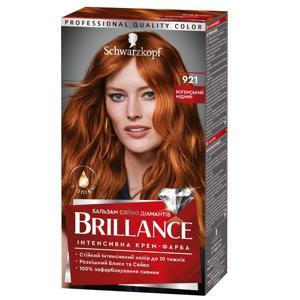 PROFESSIONAL QUALITY COLOR
Schwarzkopf
921
БОГЕНСЬКИЙ
МІДНИЙ
БАЛЬЗАМ СЯЙВО ДІАМАНТІВ
BRILLANCE
ІНТЕНСИВНА КРЕМ-ФАРБА
• Стійкий Інтенсивний колір до 10 тижнів
• Розкішний Блиск та Сяйво
• 100% зафарбовування сивини